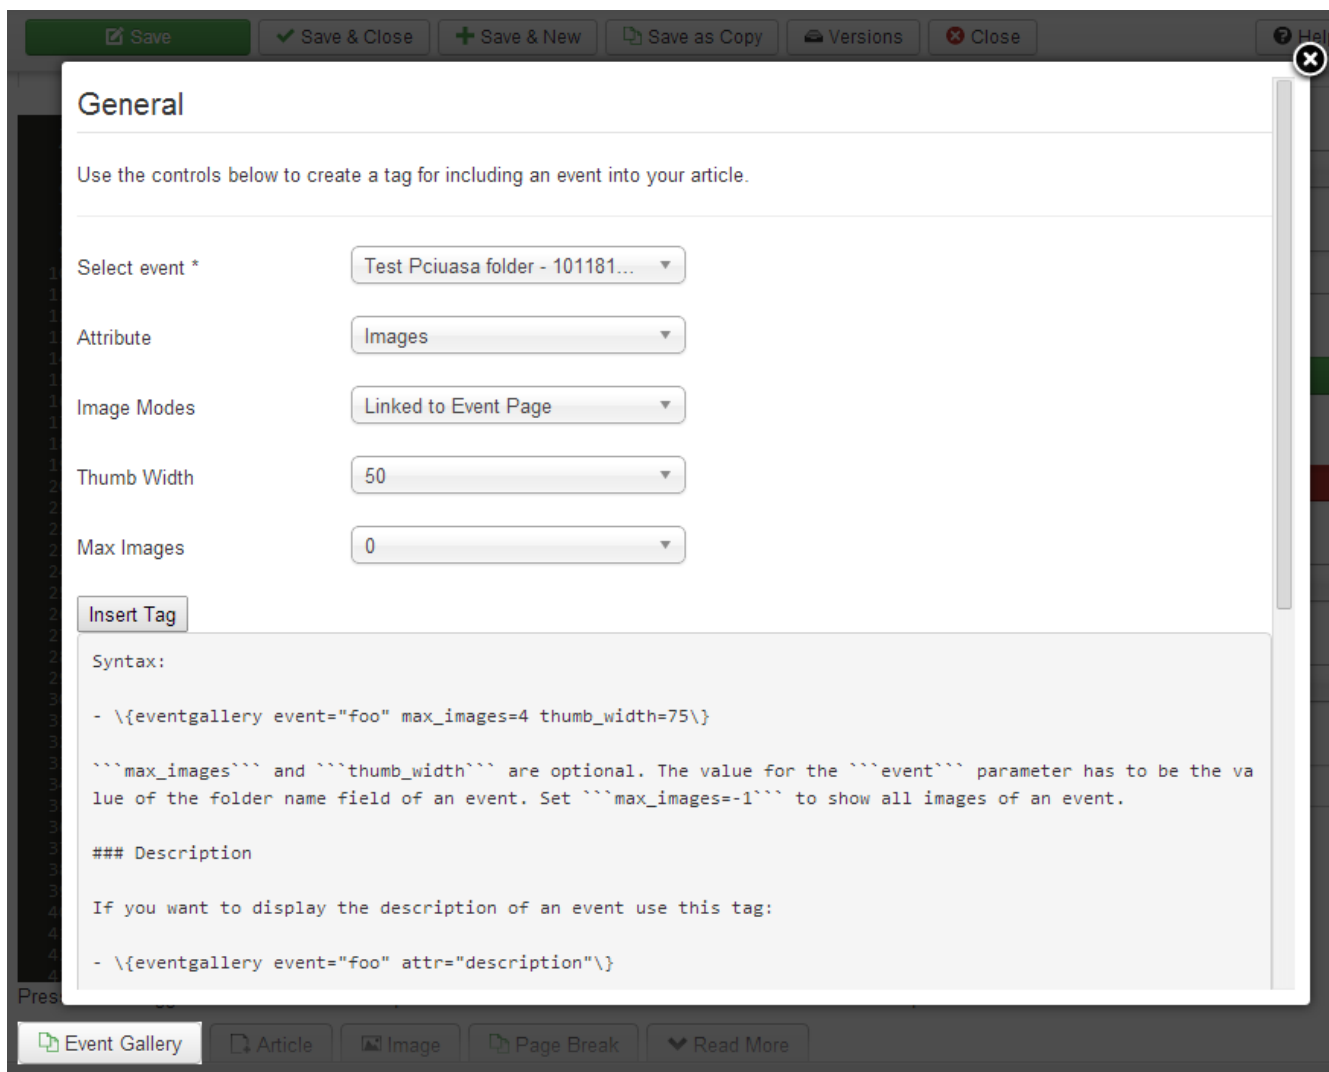 Save
Save & Close
Save & New
Save as Copy
Versions
Close
General
Use the controls below to create a tag for including an event into your article.
Select event *
Test Pciuasa folder - 101181...
Attribute
Images
Image Modes
Linked to Event Page
Thumb Width
50
Max Images
0
Insert Tag
Syntax:
- \{eventgallery event="foo" max_images=4 thumb_width=75\}
```max_images``` and ```thumb_width``` are optional. The value for the ```event``` parameter has to be the va
lue of the folder name field of an event. Set ```max_images=-1``` to show all images of an event.
### Description
If you want to display the description of an event use this tag:
- \{eventgallery event="foo" attr="description"\}
Event Gallery
Article
Image
Page Break
Read More